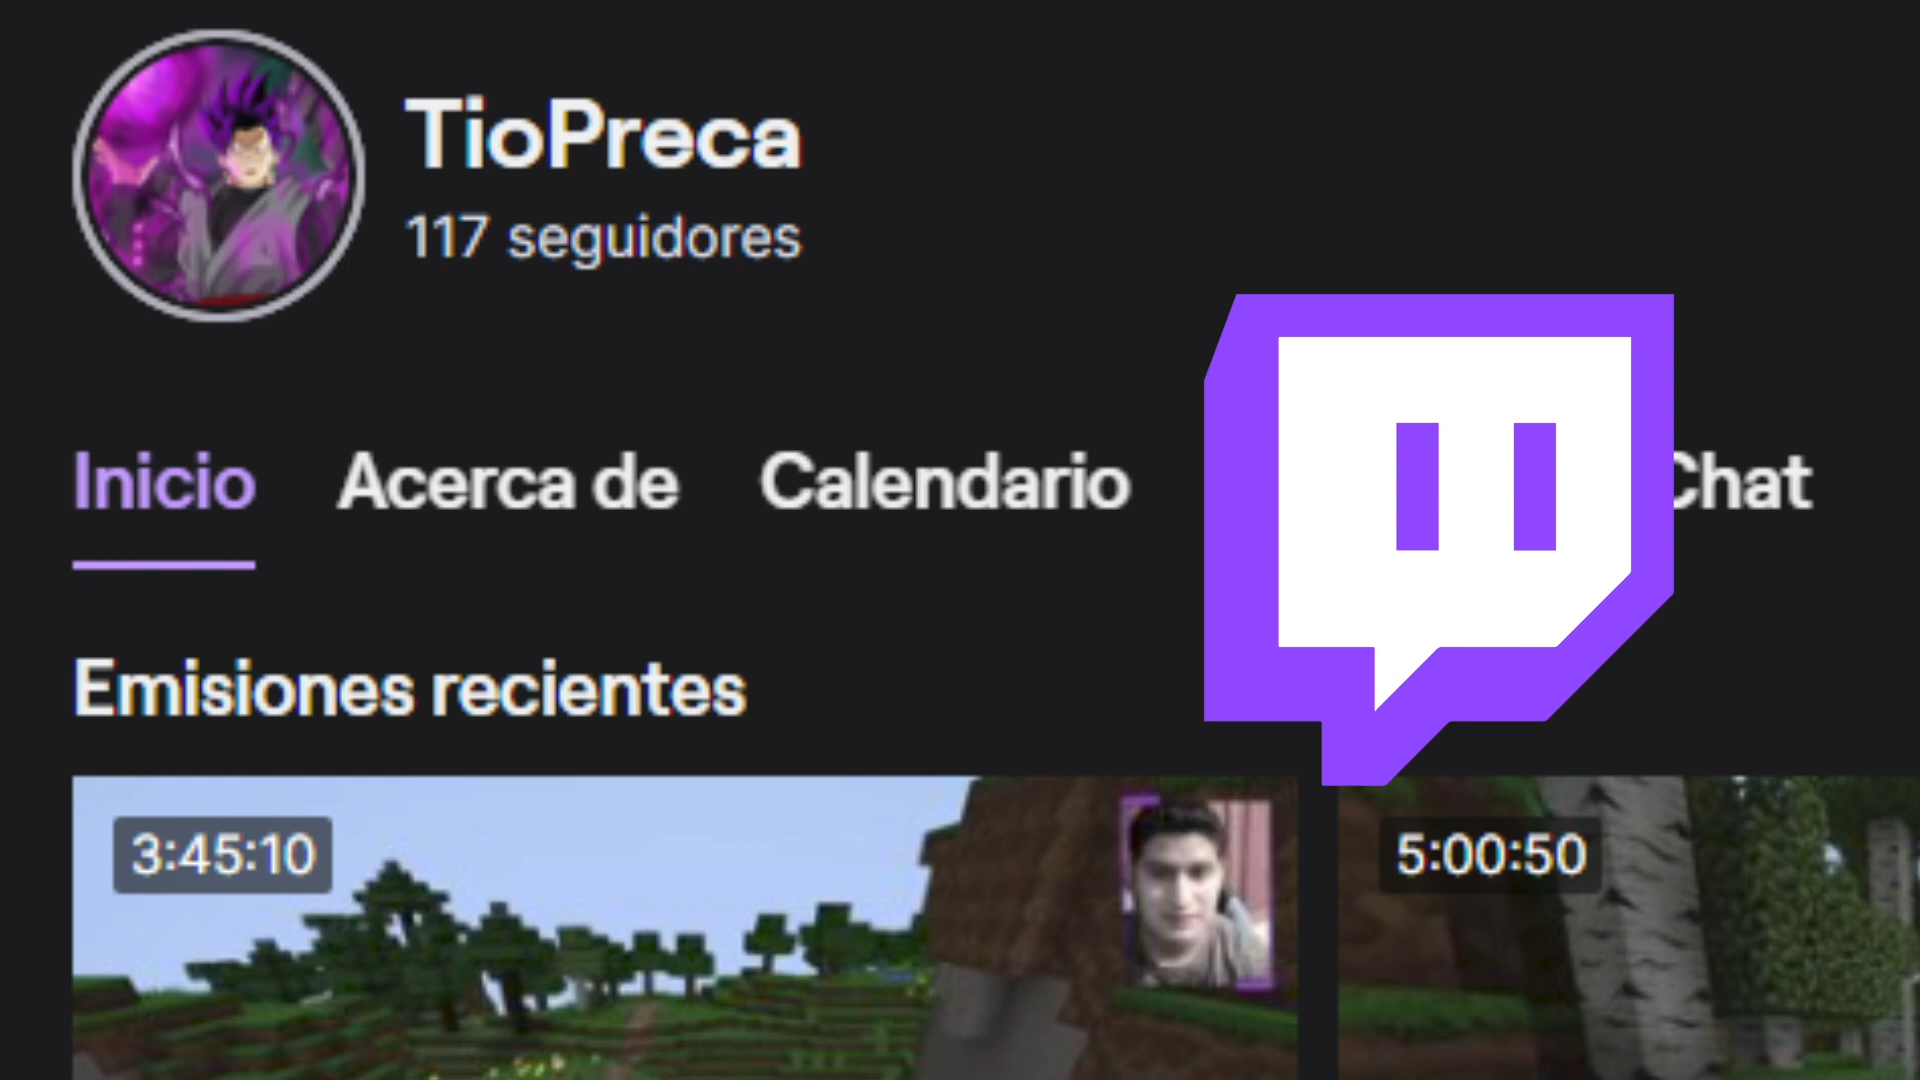 TioPreca
117 seguidores
Inicio Acerca de Calendario Chat
Emisiones recientes
3:45:10 5:00:50